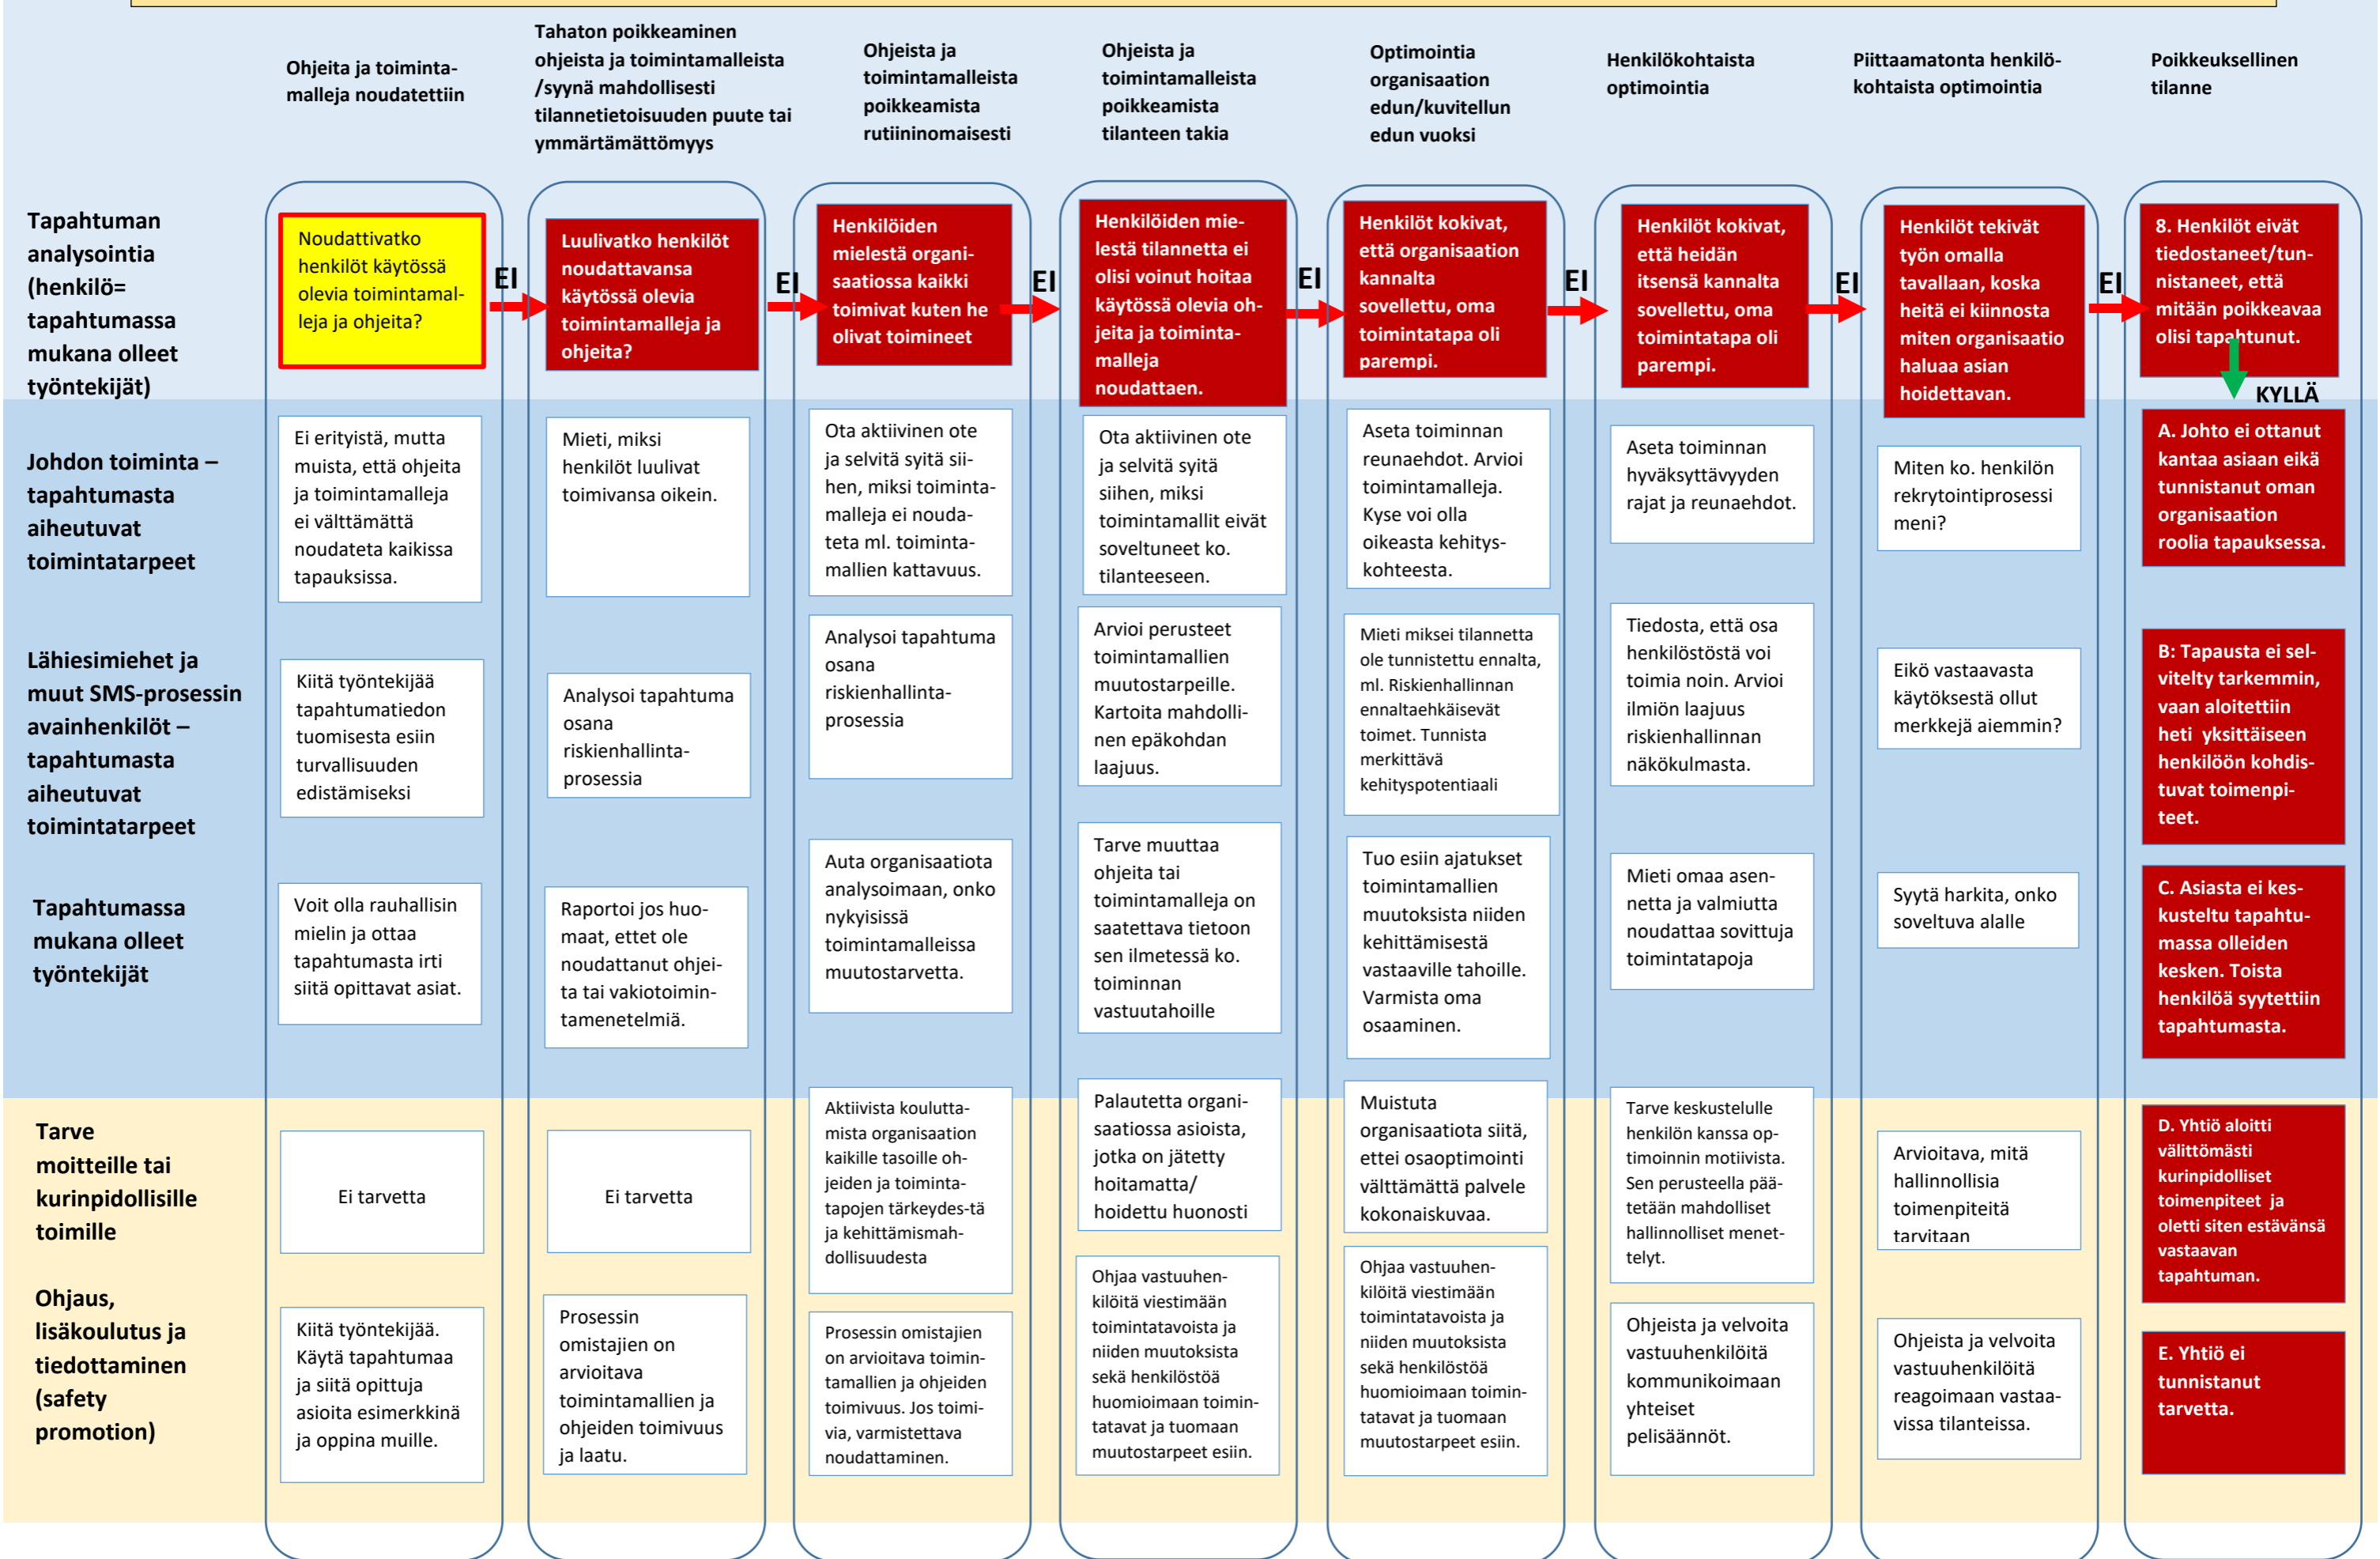 Ohjeita ja toiminta-
malleja noudatettiin
Tahaton poikkeaminen
ohjeista ja toimintamalleista
/syynä mahdollisesti
tilannetietoisuuden puute tai
ymmärtämättömyys
Ohjeista ja
toimintamalleista
poikkeamista
rutiininomaisesti
Ohjeista ja
toimintamalleista
poikkeamista
tilanteen takia
Optimointia
organisaation
edun/kuvitellun
edun vuoksi
Henkilökohtaista
optimointia
Piittaamatonta henkilö-
kohtaista optimointia
Poikkeuksellinen
tilanne
Tapahtuman
analysointia
(henkilö=
tapahtumassa
mukana olleet
työntekijät)
Noudattivatko
henkilöt käytössä
olevia toimintamal-
leja ja ohjeita?
EI
Luulivatko henkilöt
noudattavansa
käytössä olevia
toimintamalleja ja
ohjeita?
EI
Henkilöiden
mielestä organi-
saatiossa kaikki
toimivat kuten he
olivat toimineet
EI
Henkilöiden mie-
lestä tilannetta ei
olisi voinut hoitaa
käytössä olevia oh-
jeita ja toiminta-
malleja
noudattaen.
EI
Henkilöt kokivat,
että organisaation
kannalta
sovellettu, oma
toimintatapa oli
parempi.
EI
Henkilöt kokivat,
että heidän
itsensä kannalta
sovellettu, oma
toimintatapa oli
parempi.
EI
Henkilöt tekivät
työn omalla
tavallaan, koska
heitä ei kiinnosta
miten organisaatio
haluaa asian
hoidettavan.
EI
8. Henkilöt eivät
tiedostaneet/tun-
nistaneet, että
mitään poikkeavaa
olisi tapahtunut.
KYLLÄ
Johdon toiminta –
tapahtumasta
aiheutuvat
toimintatarpeet
Ei erityistä, mutta
muista, että ohjeita
ja toimintamalleja
ei välttämättä
noudateta kaikissa
tapauksissa.
Mieti, miksi
henkilöt luulivat
toimivansa oikein.
Ota aktiivinen ote
ja selvitä syitä sii-
hen, miksi toiminta-
malleja ei nouda-
teta ml. toiminta-
mallien kattavuus.
Ota aktiivinen ote
ja selvitä syitä
siihen, miksi
toimintamallit eivät
soveltuneet ko.
tilanteeseen.
Aseta toiminnan
reunaehdot. Arvioi
toimintamalleja.
Kyse voi olla
oikeasta kehitys-
kohteesta.
Aseta toiminnan
hyväksyttävyyden
rajat ja reunaehdot.
Miten ko. henkilön
rekrytointiprosessi
meni?
A. Johto ei ottanut
kantaa asiaan eikä
tunnistanut oman
organisaation
roolia tapauksessa.
Lähiesimiehet ja
muut SMS-prosessin
avainhenkilöt –
tapahtumasta
aiheutuvat
toimintatarpeet
Kiitä työntekijää
tapahtumatiedon
tuomisesta esiin
turvallisuuden
edistämiseksi
Analysoi tapahtuma
osana
riskienhallinta-
prosessia
Analysoi tapahtuma
osana
riskienhallinta-
prosessia
Arvioi perusteet
toimintamallien
muutostarpeille.
Kartoita mahdolli-
nen epäkohdan
laajuus.
Mieti miksei tilannetta
ole tunnistettu ennalta,
ml. Riskienhallinnan
ennaltaehkäisevät
toimet. Tunnista
merkittävä
kehityspotentiaali
Tiedosta, että osa
henkilöstöstä voi
toimia noin. Arvioi
ilmiön laajuus
riskienhallinnan
näkökulmasta.
Eikö vastaavasta
käytöksestä ollut
merkkejä aiemmin?
B: Tapausta ei sel-
vitelty tarkemmin,
vaan aloitettiin
heti yksittäiseen
henkilöön kohdis-
tuvat toimenpi-
teet.
Tapahtumassa
mukana olleet
työntekijät
Voit olla rauhallisin
mielin ja ottaa
tapahtumasta irti
siitä opittavat asiat.
Raportoi jos huo-
maat, ettet ole
noudattanut ohjei-
ta tai vakiotoimin-
tamenetelmiä.
Auta organisaatiota
analysoimaan, onko
nykyisissä
toimintamalleissa
muutostarvetta.
Tarve muuttaa
ohjeita tai
toimintamalleja on
saatettava tietoon
sen ilmetessä ko.
toiminnan
vastuutahoille
Tuo esiin ajatukset
toimintamallien
muutoksista niiden
kehittämisestä
vastaaville tahoille.
Varmista oma
osaaminen.
Mieti omaa asen-
netta ja valmiutta
noudattaa sovittuja
toimintatapoja
Syytä harkita, onko
soveltuva alalle
C. Asiasta ei kes-
kusteltu tapahtu-
massa olleiden
kesken. Toista
henkilöä syytettiin
tapahtumasta.
Tarve
moitteille tai
kurinpidollisille
toimille
Ei tarvetta
Ei tarvetta
Aktiivista koulutta-
mista organisaation
kaikille tasoille oh-
jeiden ja toiminta-
tapojen tärkeydes-tä
ja kehittämismah-
dollisuudesta
Palautetta organi-
saatiossa asioista,
jotka on jätetty
hoitamatta/
hoidettu huonosti
Muistuta
organisaatiota siitä,
ettei osaoptimointi
välttämättä palvele
kokonaiskuvaa.
Tarve keskustelulle
henkilön kanssa op-
timoinnin motiivista.
Sen perusteella pää-
tetään mahdolliset
hallinnolliset menet-
telyt.
Arvioitava, mitä
hallinnollisia
toimenpiteitä
tarvitaan
D. Yhtiö aloitti
välittömästi
kurinpidolliset
toimenpiteet ja
oletti siten estävänsä
vastaavan
tapahtuman.
Ohjaus,
lisäkoulutus ja
tiedottaminen
(safety
promotion)
Kiitä työntekijää.
Käytä tapahtumaa
ja siitä opittuja
asioita esimerkkinä
ja oppina muille.
Prosessin
omistajien on
arvioitava
toimintamallien ja
ohjeiden toimivuus
ja laatu.
Prosessin omistajien
on arvioitava toimin-
tamallien ja ohjeiden
toimivuus. Jos toimi-
via, varmistettava
noudattaminen.
Ohjaa vastuuhen-
kilöitä viestimään
toimintatavoista ja
niiden muutoksista
sekä henkilöstöä
huomioimaan toimin-
tatavat ja tuomaan
muutostarpeet esiin.
Ohjaa vastuuhen-
kilöitä viestimään
toimintatavoista ja
niiden muutoksista
sekä henkilöstöä
huomioimaan toimin-
tatavat ja tuomaan
muutostarpeet esiin.
Ohjeista ja velvoita
vastuuhenkilöitä
kommunikoimaan
yhteiset
pelisäännöt.
Ohjeista ja velvoita
vastuuhenkilöitä
reagoimaan vastaa-
vissa tilanteissa.
E. Yhtiö ei
tunnistanut
tarvetta.